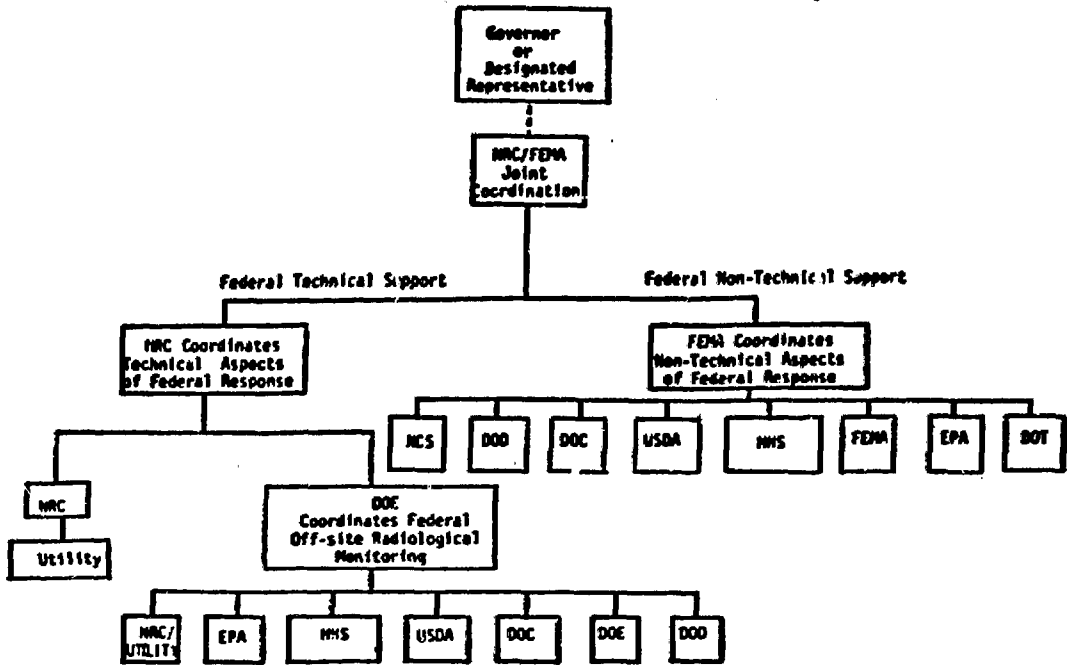 Governor
or
Designated
Representative
NRC/FEMA
Joint
Coordination
Federal Technical Support
Federal Non-Technical Support
NRC Coordinates
Technical Aspects
of Federal Response
FEMA Coordinates
Non-Technical Aspects
of Federal Response
NCS
DOD
DOC
USDA
HHS
FEMA
EPA
DOT
NRC
Utility
DOE
Coordinates Federal
Off-site Radiological
Monitoring
NRC/
UTILITY
EPA
HHS
USDA
DOC
DOE
DOD